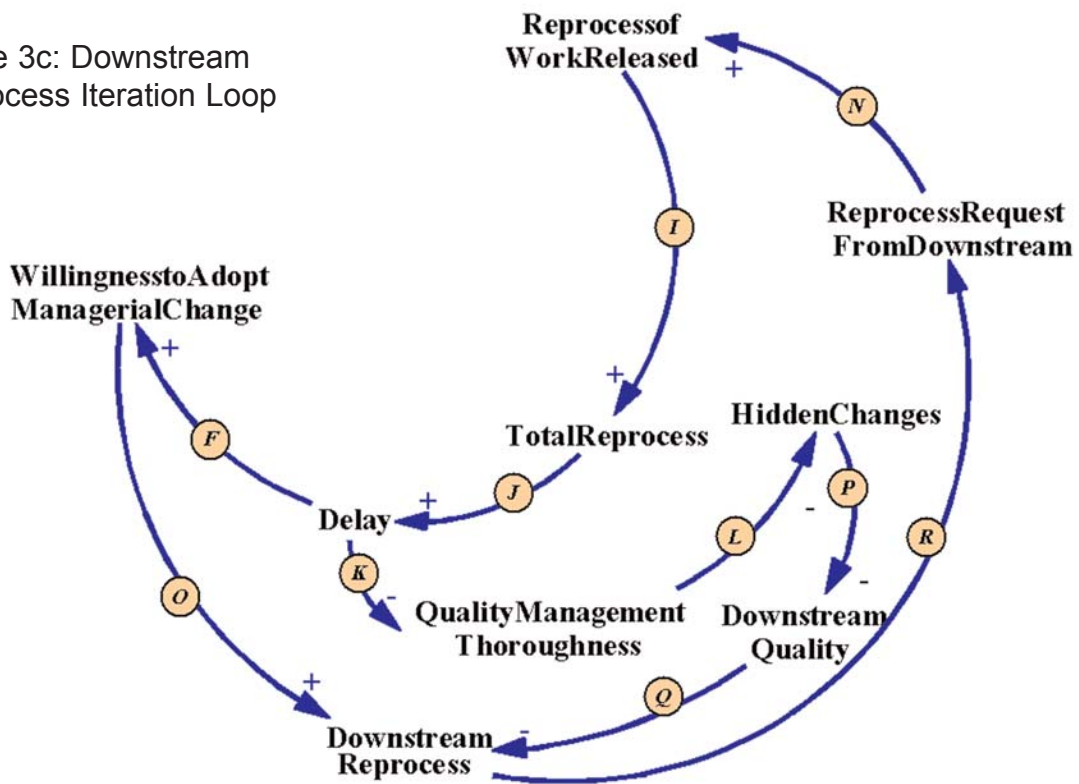 e 3c: Downstream
ocess Iteration Loop
Reprocessof
WorkReleased
+
N
I
ReprocessRequest
FromDownstream
WillingnesstoAdopt
ManagerialChange
+
+
HiddenChanges
F
TotalReprocess
J
+
P
-
Delay
L
R
K
-
-
O
QualityManagement
Thoroughness
Downstream
Quality
+
Q
-
Downstream
Reprocess